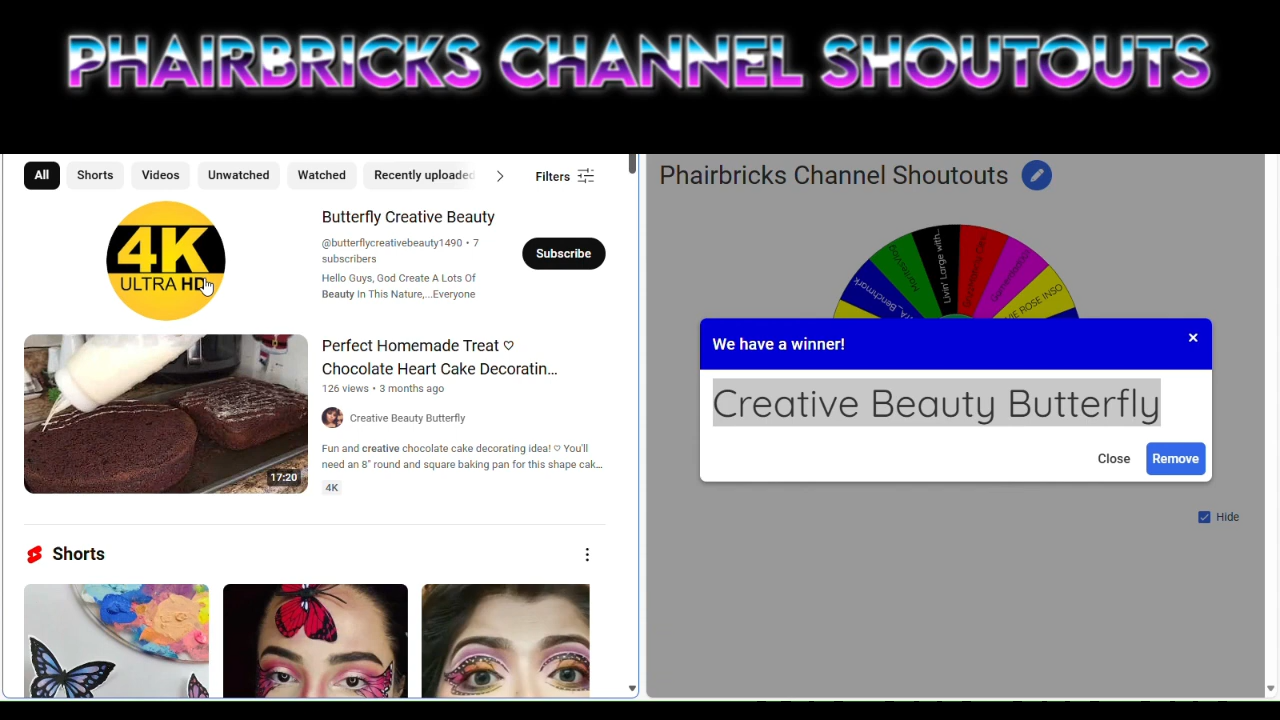 PHAIRBRICKS CHANNEL SHOUTOUTS
All
Shorts
Videos
Unwatched
Watched
Recently uploaded
Filters
4K
ULTRA HD
Butterfly Creative Beauty
@butterflycreativebeauty1490 • 7
subscribers
Hello Guys, God Create A Lots Of
Beauty In This Nature,...Everyone
Subscribe
17:20
Perfect Homemade Treat ♡
Chocolate Heart Cake Decoratin...
126 views • 3 months ago
Creative Beauty Butterfly
Fun and creative chocolate cake decorating idea! ♡ You'll
need an 8" round and square baking pan for this shape cak...
4K
Shorts
Phairbricks Channel Shoutouts
Livin' Large with...
We have a winner!
Creative Beauty Butterfly
Close
Remove
Hide